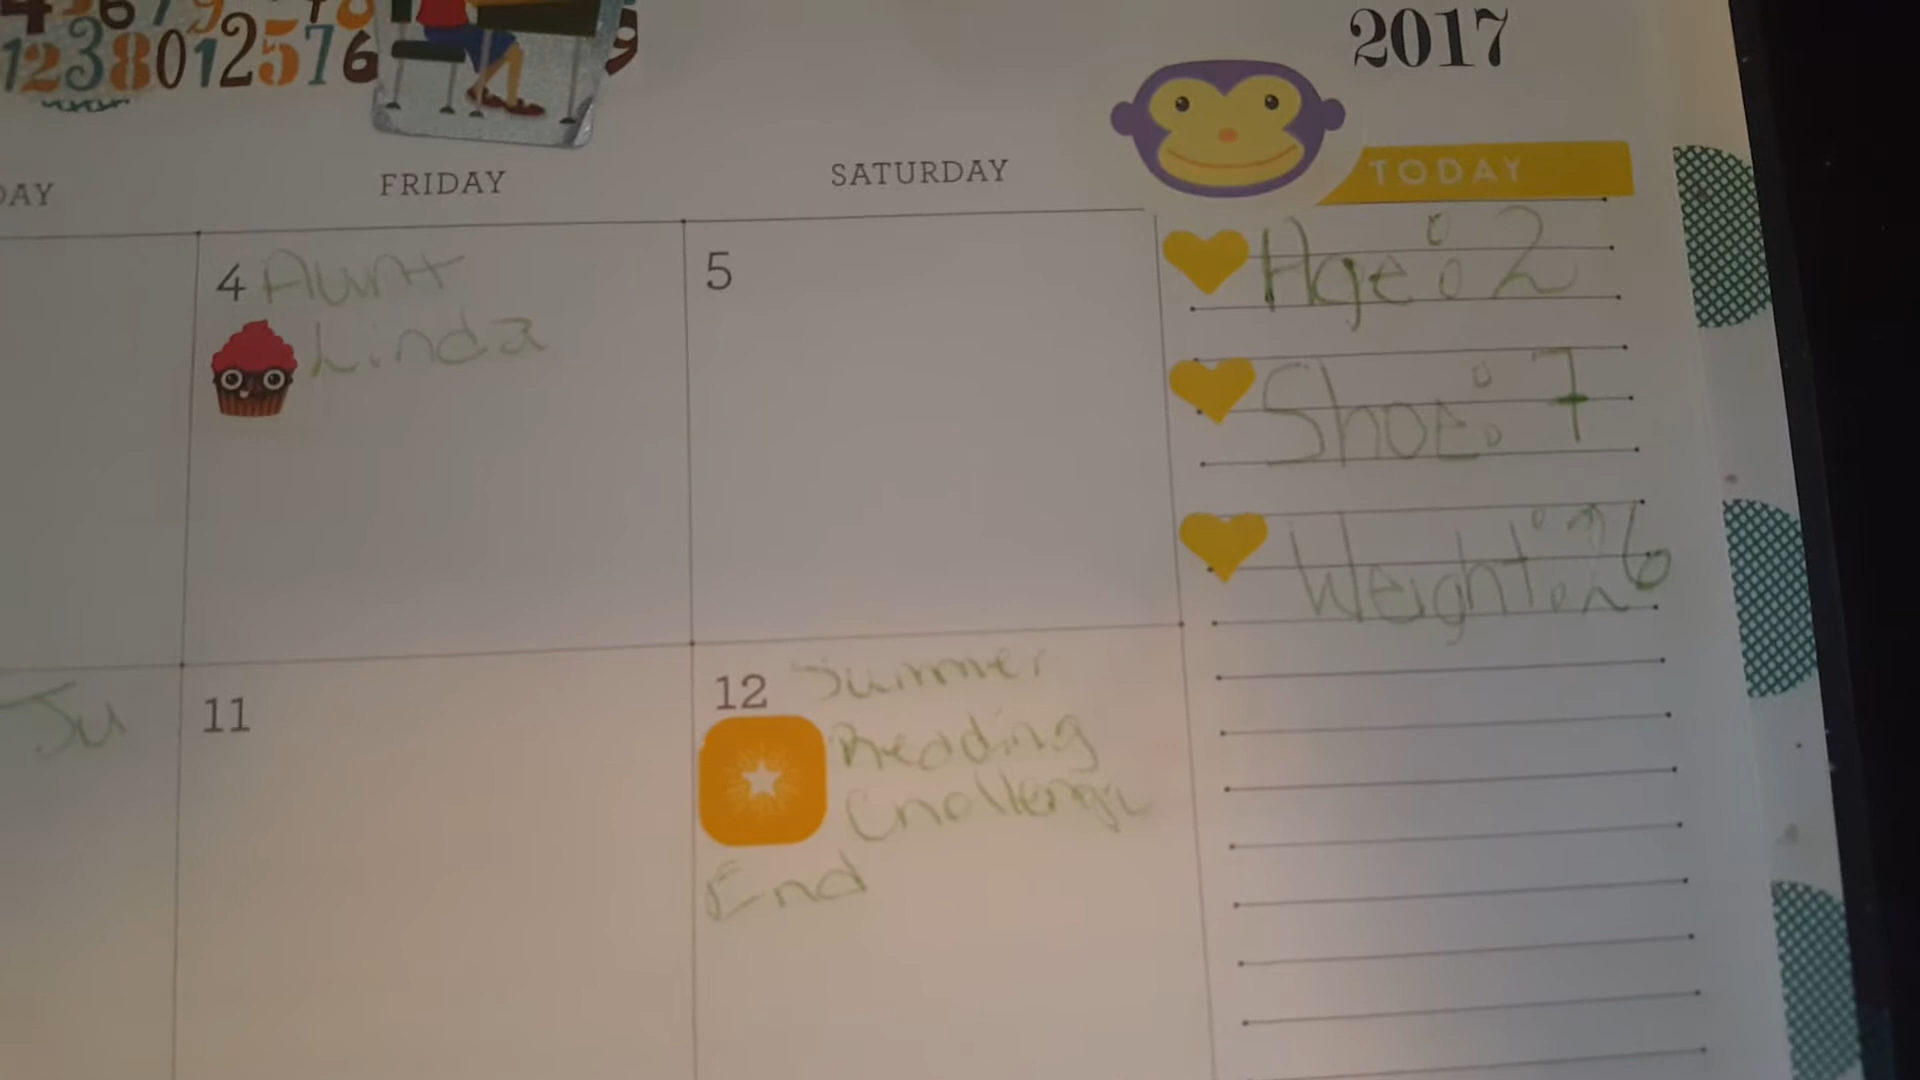 2017
1238012576
TODAY
DAY
FRIDAY
SATURDAY
4 Aunt
Linda
5
Age: 2
Shoe: 7
Weight: 26
Ju
11
12 Summer
Reading
Challenge
End